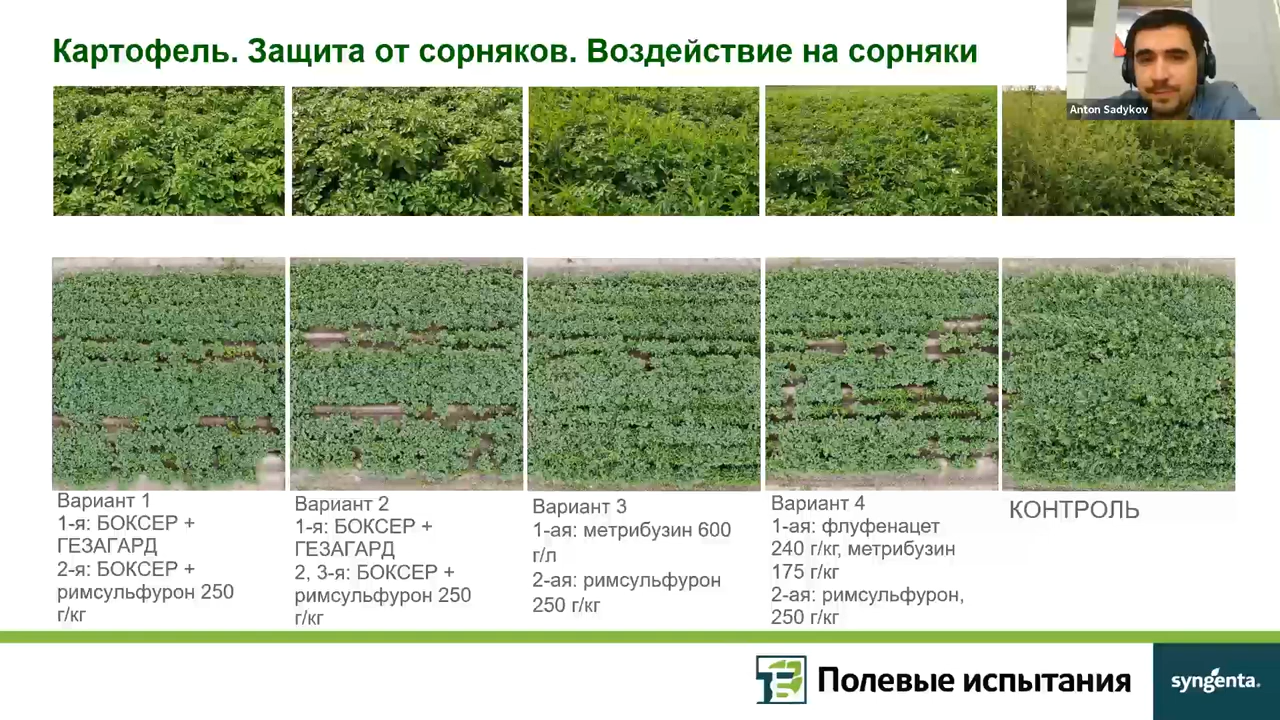 Картофель. Защита от сорняков. Воздействие на сорняки
Anton Sadykov
Вариант 1
1-я: БОКСЕР +
ГЕЗАГАРД
2-я: БОКСЕР +
римсульфурон 250
г/кг
Вариант 2
1-я: БОКСЕР +
ГЕЗАГАРД
2, 3-я: БОКСЕР +
римсульфурон 250
г/кг
Вариант 3
1-ая: метрибузин 600
г/л
2-ая: римсульфурон
250 г/кг
Вариант 4
1-ая: флуфенацет
240 г/кг, метрибузин
175 г/кг
2-ая: римсульфурон,
250 г/кг
КОНТРОЛЬ
Полевые испытания
syngenta.